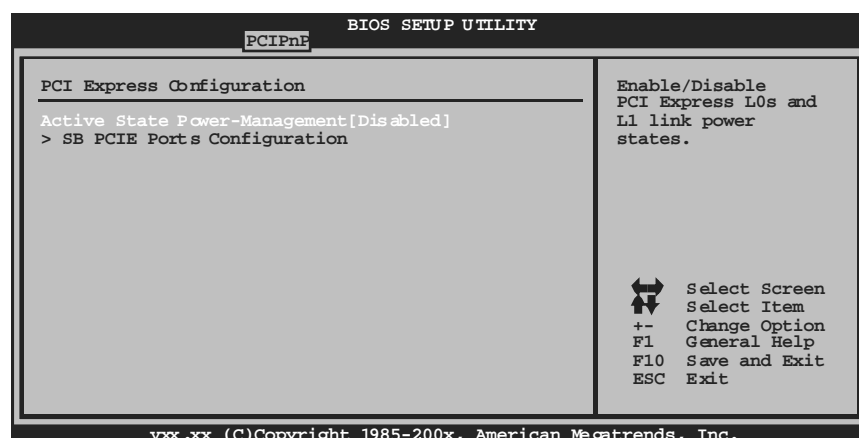 BIOS SETUP UTILITY
PCIPnP
PCI Express Configuration
Active State Power-Management[Disabled]
> SB PCIE Ports Configuration
Enable/Disable
PCI Express L0s and
L1 link power
states.
Select Screen
Select Item
+- Change Option
F1 General Help
F10 Save and Exit
ESC Exit
vxx.xx (C)Copyright 1985-200x, American Megatrends, Inc.